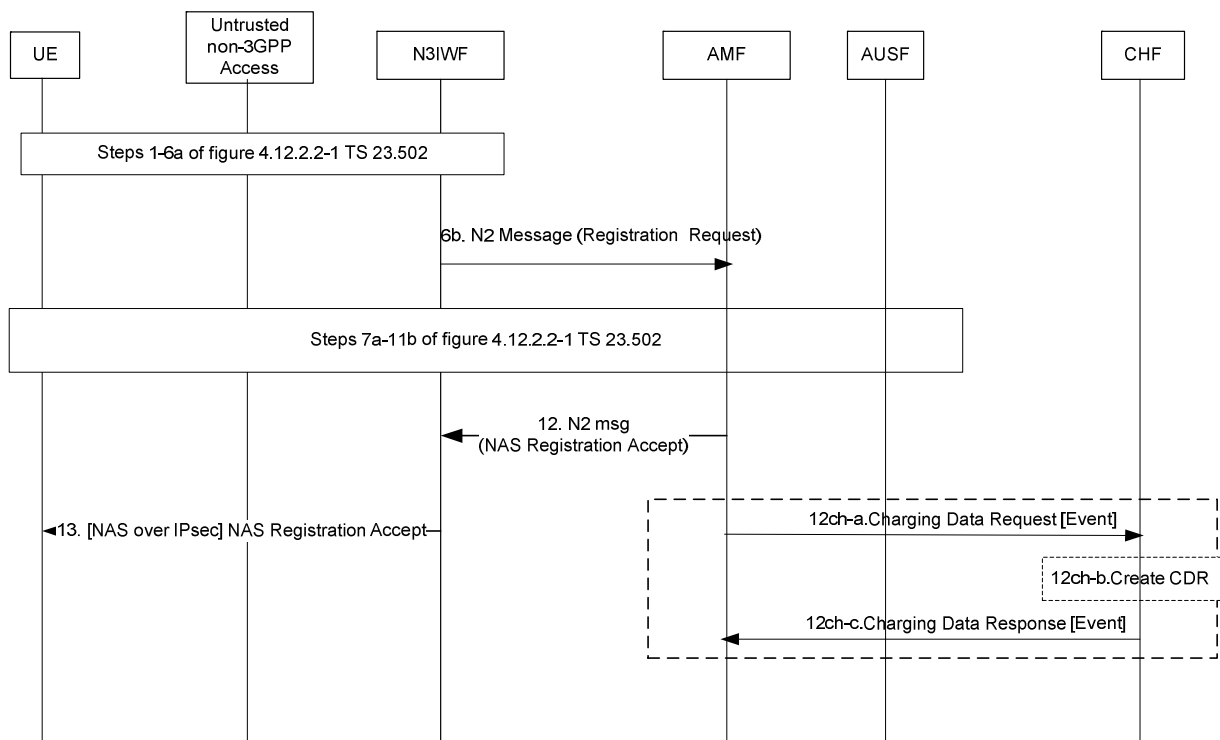 UE
Untrusted
non-3GPP
Access
N3IWF
AMF
AUSF
CHF
Steps 1-6a of figure 4.12.2.2-1 TS 23.502
6b. N2 Message (Registration Request)
Steps 7a-11b of figure 4.12.2.2-1 TS 23.502
12. N2 msg
(NAS Registration Accept)
13. [NAS over IPsec] NAS Registration Accept
12ch-a.Charging Data Request [Event]
12ch-b.Create CDR
12ch-c.Charging Data Response [Event]